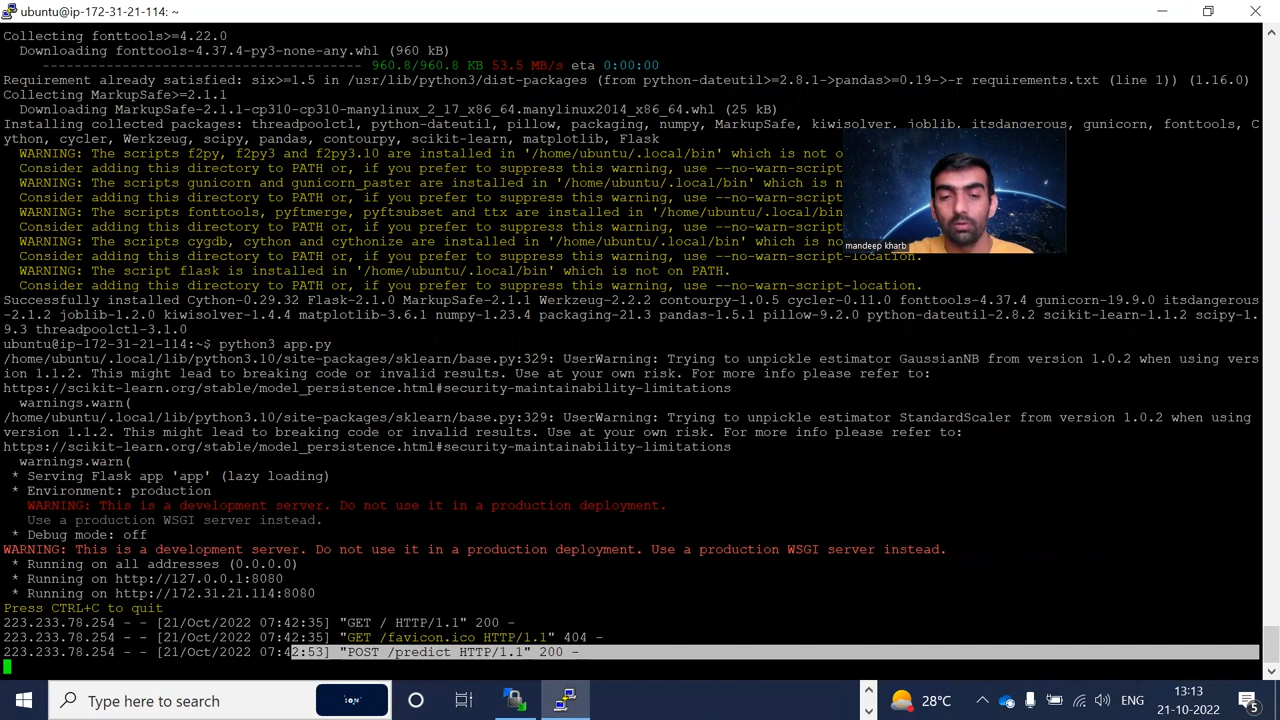 ubuntu@ip-172-31-21-114: ~
Collecting fonttools>=4.22.0
  Downloading fonttools-4.37.4-py3-none-any.whl (960 kB)
     ---------------------------------------- 960.8/960.8 KB 53.5 MB/s eta 0:00:00
Requirement already satisfied: six>=1.5 in /usr/lib/python3/dist-packages (from python-dateutil>=2.8.1->pandas>=0.19->-r requirements.txt (line 1)) (1.16.0)
Collecting MarkupSafe>=2.1.1
  Downloading MarkupSafe-2.1.1-cp310-cp310-manylinux_2_17_x86_64.manylinux2014_x86_64.whl (25 kB)
Installing collected packages: threadpoolctl, python-dateutil, pillow, packaging, numpy, MarkupSafe, kiwisolver, joblib, itsdangerous, gunicorn, fonttools, C
ython, cycler, Werkzeug, scipy, pandas, contourpy, scikit-learn, matplotlib, Flask
  WARNING: The scripts f2py, f2py3 and f2py3.10 are installed in '/home/ubuntu/.local/bin' which is not o
  Consider adding this directory to PATH or, if you prefer to suppress this warning, use --no-warn-script
  WARNING: The scripts gunicorn and gunicorn_paster are installed in '/home/ubuntu/.local/bin' which is n
  Consider adding this directory to PATH or, if you prefer to suppress this warning, use --no-warn-script
  WARNING: The scripts fonttools, pyftmerge, pyftsubset and ttx are installed in '/home/ubuntu/.local/bin
  Consider adding this directory to PATH or, if you prefer to suppress this warning, use --no-warn-script
  WARNING: The scripts cygdb, cython and cythonize are installed in '/home/ubuntu/.local/bin' which is no
mandeep kharb
  Consider adding this directory to PATH or, if you prefer to suppress this warning, use --no-warn-script-location.
  WARNING: The script flask is installed in '/home/ubuntu/.local/bin' which is not on PATH.
  Consider adding this directory to PATH or, if you prefer to suppress this warning, use --no-warn-script-location.
Successfully installed Cython-0.29.32 Flask-2.1.0 MarkupSafe-2.1.1 Werkzeug-2.2.2 contourpy-1.0.5 cycler-0.11.0 fonttools-4.37.4 gunicorn-19.9.0 itsdangerous
-2.1.2 joblib-1.2.0 kiwisolver-1.4.4 matplotlib-3.6.1 numpy-1.23.4 packaging-21.3 pandas-1.5.1 pillow-9.2.0 python-dateutil-2.8.2 scikit-learn-1.1.2 scipy-1.
9.3 threadpoolctl-3.1.0
ubuntu@ip-172-31-21-114:~$ python3 app.py
/home/ubuntu/.local/lib/python3.10/site-packages/sklearn/base.py:329: UserWarning: Trying to unpickle estimator GaussianNB from version 1.0.2 when using vers
ion 1.1.2. This might lead to breaking code or invalid results. Use at your own risk. For more info please refer to:
https://scikit-learn.org/stable/model_persistence.html#security-maintainability-limitations
  warnings.warn(
/home/ubuntu/.local/lib/python3.10/site-packages/sklearn/base.py:329: UserWarning: Trying to unpickle estimator StandardScaler from version 1.0.2 when using
version 1.1.2. This might lead to breaking code or invalid results. Use at your own risk. For more info please refer to:
https://scikit-learn.org/stable/model_persistence.html#security-maintainability-limitations
  warnings.warn(
 * Serving Flask app 'app' (lazy loading)
 * Environment: production
   WARNING: This is a development server. Do not use it in a production deployment.
   Use a production WSGI server instead.
 * Debug mode: off
WARNING: This is a development server. Do not use it in a production deployment. Use a production WSGI server instead.
 * Running on all addresses (0.0.0.0)
 * Running on http://127.0.0.1:8080
 * Running on http://172.31.21.114:8080
Press CTRL+C to quit
223.233.78.254 - - [21/Oct/2022 07:42:35] "GET / HTTP/1.1" 200 -
223.233.78.254 - - [21/Oct/2022 07:42:35] "GET /favicon.ico HTTP/1.1" 404 -
223.233.78.254 - - [21/Oct/2022 07:42:53] "POST /predict HTTP/1.1" 200 -
Type here to search
28°C
ENG
13:13
21-10-2022
5